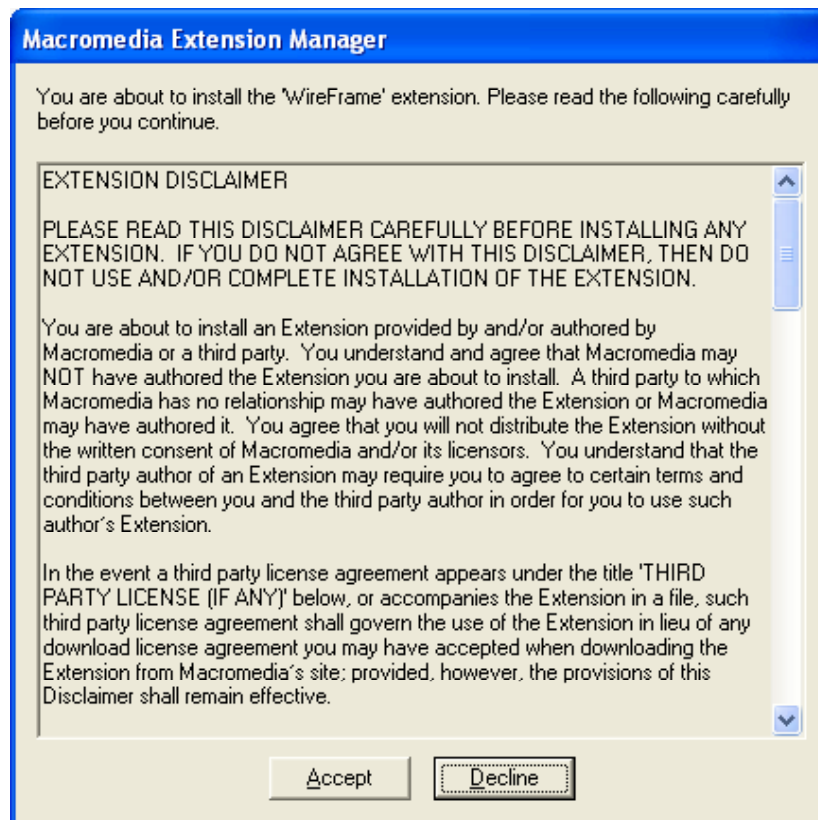 Macromedia Extension Manager
You are about to install the 'WireFrame' extension. Please read the following carefully
before you continue.
EXTENSION DISCLAIMER
PLEASE READ THIS DISCLAIMER CAREFULLY BEFORE INSTALLING ANY
EXTENSION.  IF YOU DO NOT AGREE WITH THIS DISCLAIMER, THEN DO
NOT USE AND/OR COMPLETE INSTALLATION OF THE EXTENSION.
You are about to install an Extension provided by and/or authored by
Macromedia or a third party.  You understand and agree that Macromedia may
NOT have authored the Extension you are about to install.  A third party to which
Macromedia has no relationship may have authored the Extension or Macromedia
may have authored it.  You agree that you will not distribute the Extension without
the written consent of Macromedia and/or its licensors.  You understand that the
third party author of an Extension may require you to agree to certain terms and
conditions between you and the third party author in order for you to use such
author´s Extension.
In the event a third party license agreement appears under the title 'THIRD
PARTY LICENSE (IF ANY)' below, or accompanies the Extension in a file, such
third party license agreement shall govern the use of the Extension in lieu of any
download license agreement you may have accepted when downloading the
Extension from Macromedia´s site; provided, however, the provisions of this
Disclaimer shall remain effective.
Accept
Decline